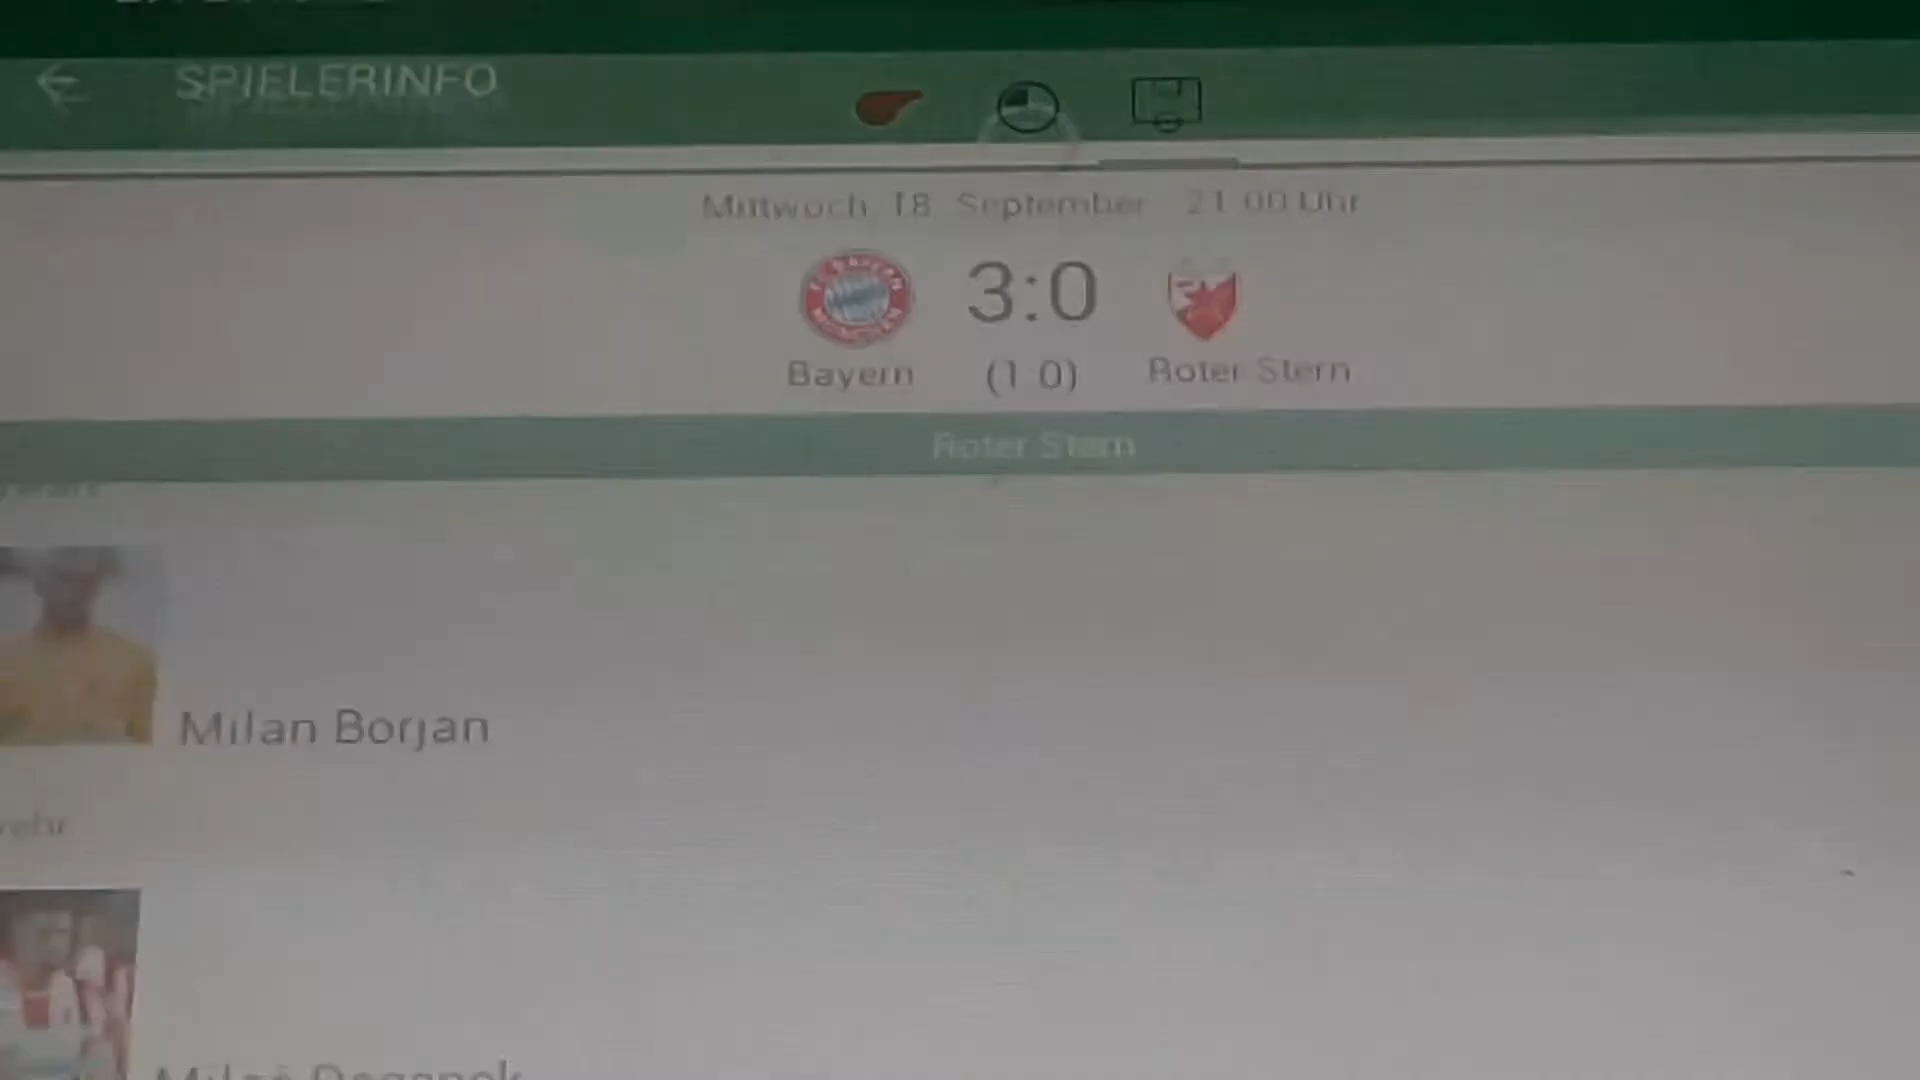 SPIELERINFO
Mittwoch 18. September 21:00 Uhr
3:0
Bayern (1:0) Roter Stern
Roter Stern
Milan Borjan